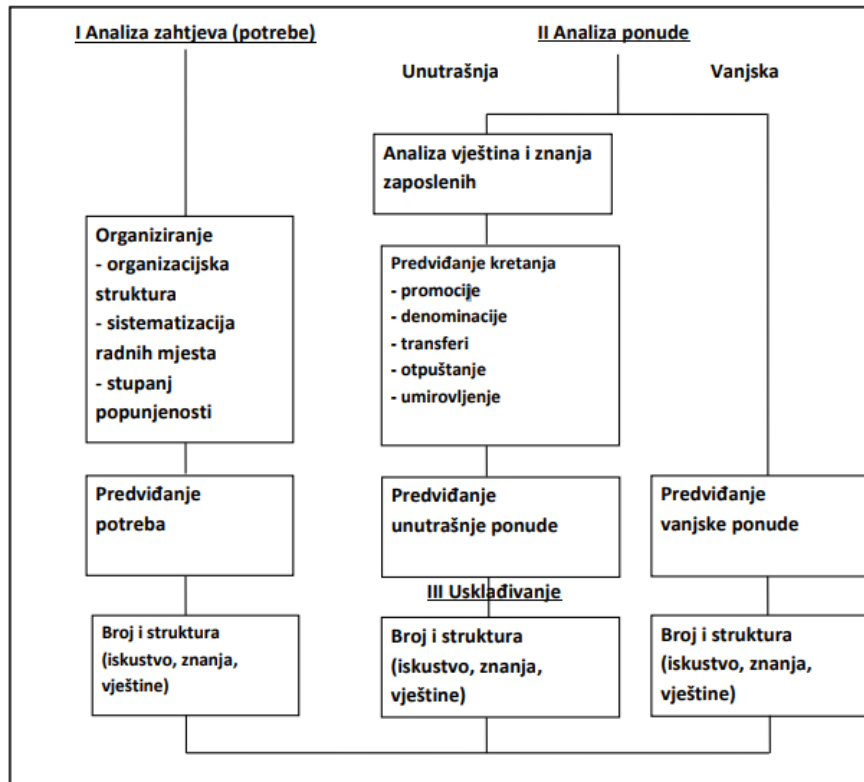 I Analiza zahtjeva (potrebe)
II Analiza ponude
Unutrašnja
Vanjska
Analiza vještina i znanja
zaposlenih
Organiziranje
- organizacijska
struktura
- sistematizacija
radnih mjesta
- stupanj
popunjenosti
Predviđanje kretanja
- promocije
- denominacije
- transferi
- otpuštanje
- umirovljenje
Predviđanje
potreba
Predviđanje
unutrašnje ponude
Predviđanje
vanjske ponude
III Usklađivanje
Broj i struktura
(iskustvo, znanja,
vještine)
Broj i struktura
(iskustvo, znanja,
vještine)
Broj i struktura
(iskustvo, znanja,
vještine)